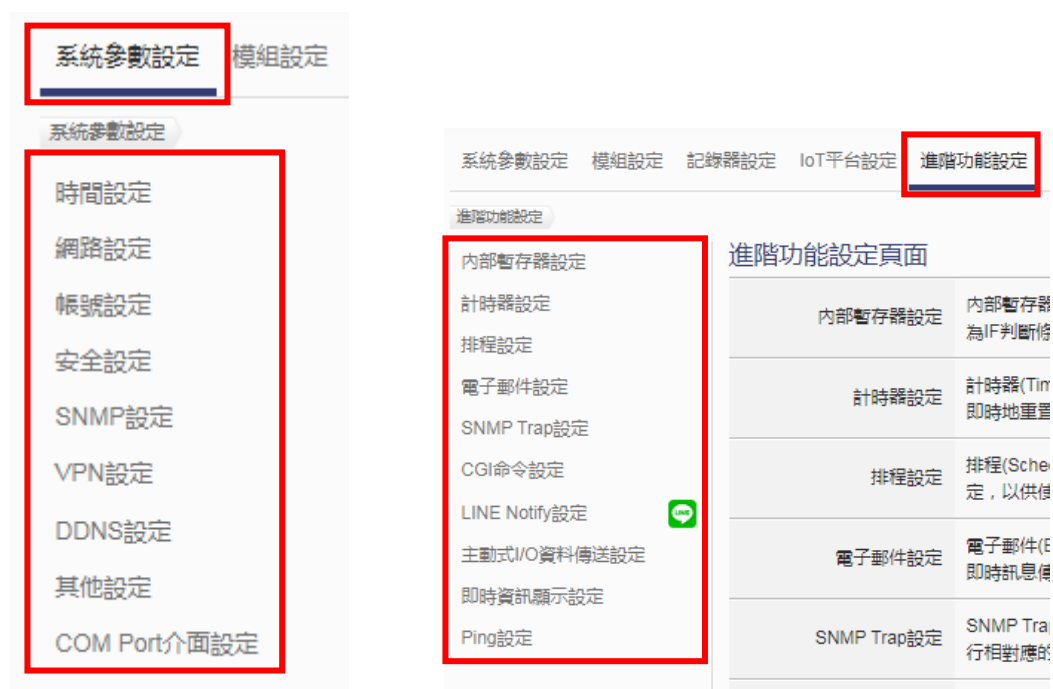 系統參數設定 模組設定
系統參數設定
時間設定
網路設定
帳號設定
安全設定
SNMP設定
VPN設定
DDNS設定
其他設定
COM Port介面設定
系統參數設定 模組設定 記錄器設定 IoT平台設定 進階功能設定
進階功能設定
內部暫存器設定
計時器設定
排程設定
電子郵件設定
SNMP Trap設定
CGI命令設定
LINE Notify設定
LINE
主動式I/O資料傳送設定
即時資訊顯示設定
Ping設定
進階功能設定頁面
內部暫存器設定
內部暫存器
為IF判斷條
計時器設定
計時器(Tim
即時地重置
排程設定
排程(Sched
定，以供使
電子郵件設定
電子郵件(E
即時訊息傳
SNMP Trap設定
SNMP Trap
行相對應的